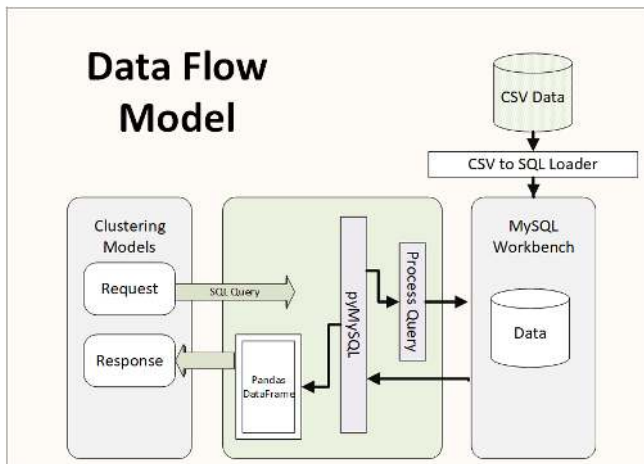 Data Flow
Model
CSV Data
CSV to SQL Loader
Clustering
Models
Request
Response
SQL Query
Pandas
DataFrame
pyMySQL
Process Query
MySQL
Workbench
Data